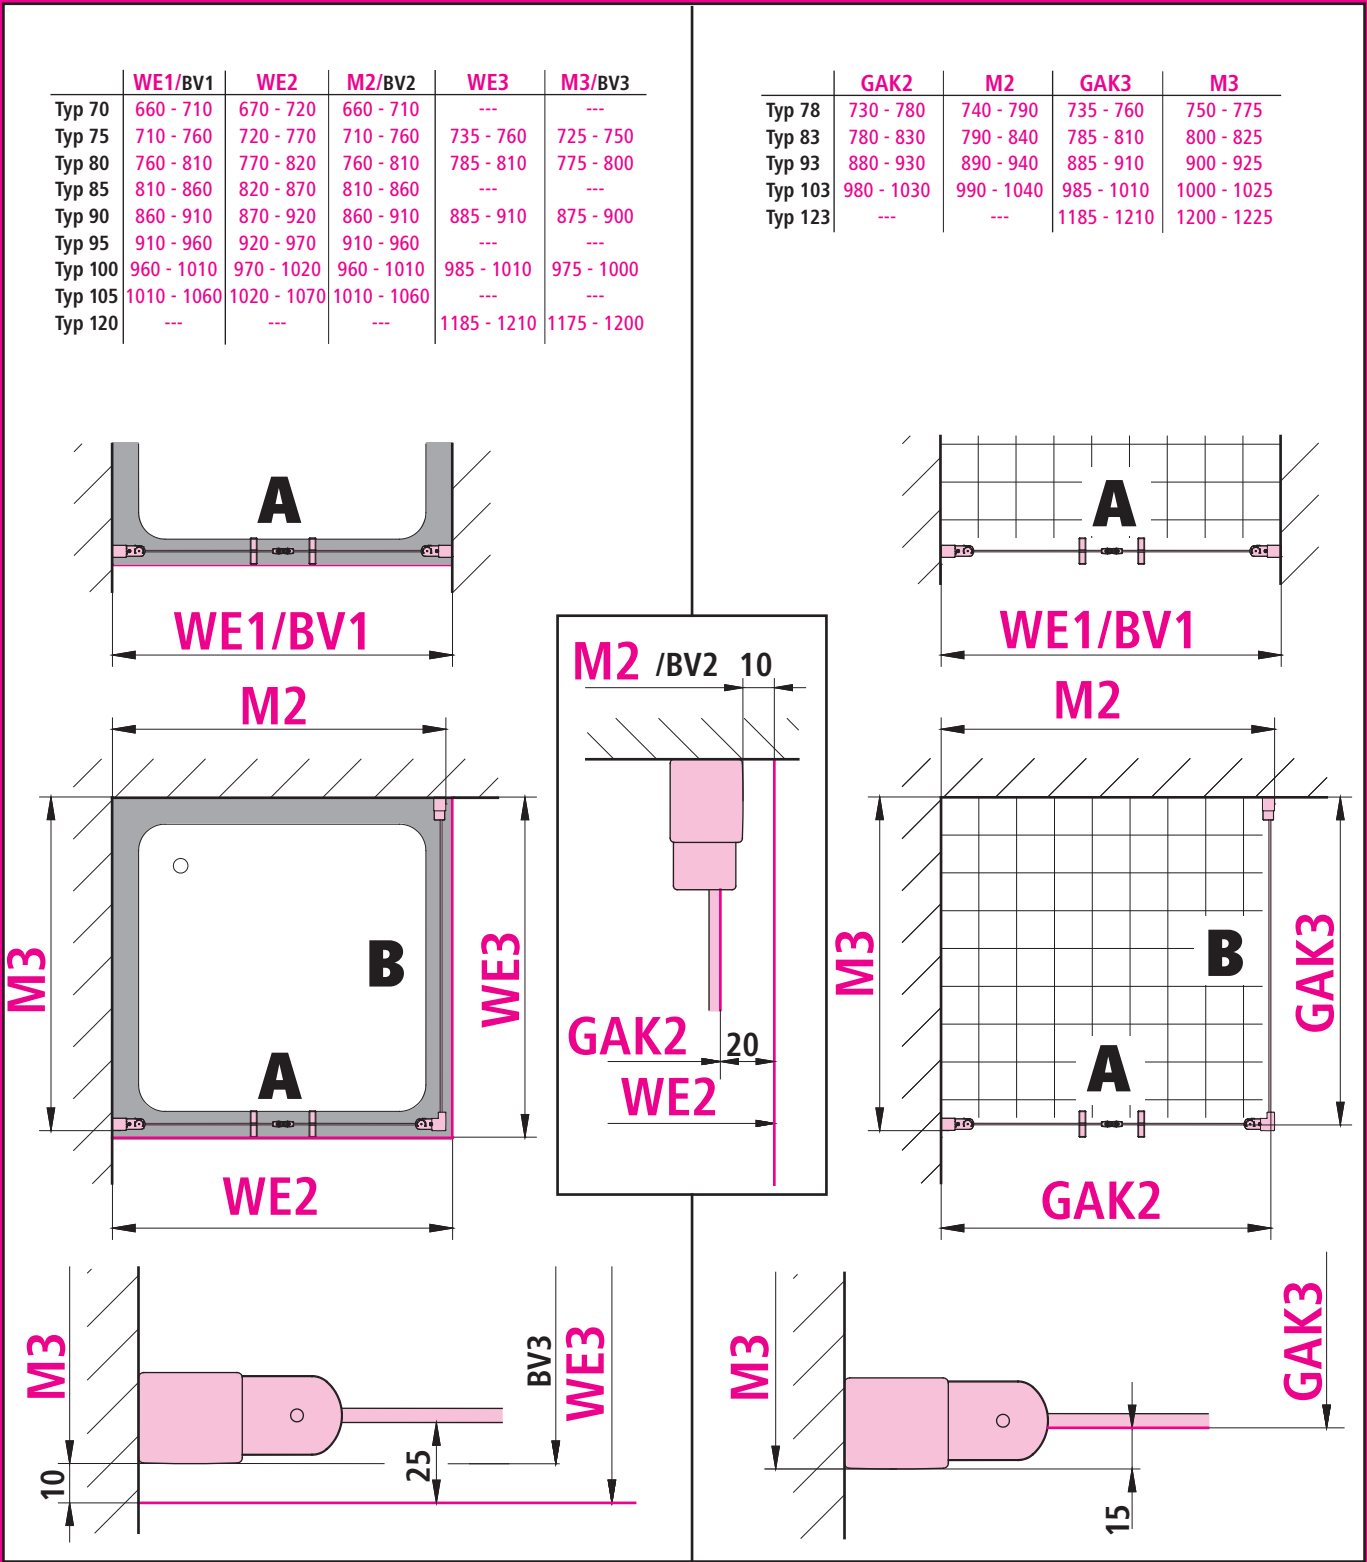 WE1/BV1 WE2 M2/BV2 WE3 M3/BV3
Typ 70 660 - 710 670 - 720 660 - 710 --- ---
Typ 75 710 - 760 720 - 770 710 - 760 735 - 760 725 - 750
Typ 80 760 - 810 770 - 820 760 - 810 785 - 810 775 - 800
Typ 85 810 - 860 820 - 870 810 - 860 --- ---
Typ 90 860 - 910 870 - 920 860 - 910 885 - 910 875 - 900
Typ 95 910 - 960 920 - 970 910 - 960 --- ---
Typ 100 960 - 1010 970 - 1020 960 - 1010 985 - 1010 975 - 1000
Typ 105 1010 - 1060 1020 - 1070 1010 - 1060 --- ---
Typ 120 --- --- --- 1185 - 1210 1175 - 1200
GAK2 M2 GAK3 M3
Typ 78 730 - 780 740 - 790 735 - 760 750 - 775
Typ 83 780 - 830 790 - 840 785 - 810 800 - 825
Typ 93 880 - 930 890 - 940 885 - 910 900 - 925
Typ 103 980 - 1030 990 - 1040 985 - 1010 1000 - 1025
Typ 123 --- --- 1185 - 1210 1200 - 1225
A
WE1/BV1
M2
M3
B
WE3
A
WE2
M3
10
25
BV3
WE3
M2 /BV2 10
GAK2 20
WE2
A
WE1/BV1
M2
M3
B
GAK3
A
GAK2
M3
GAK3
15